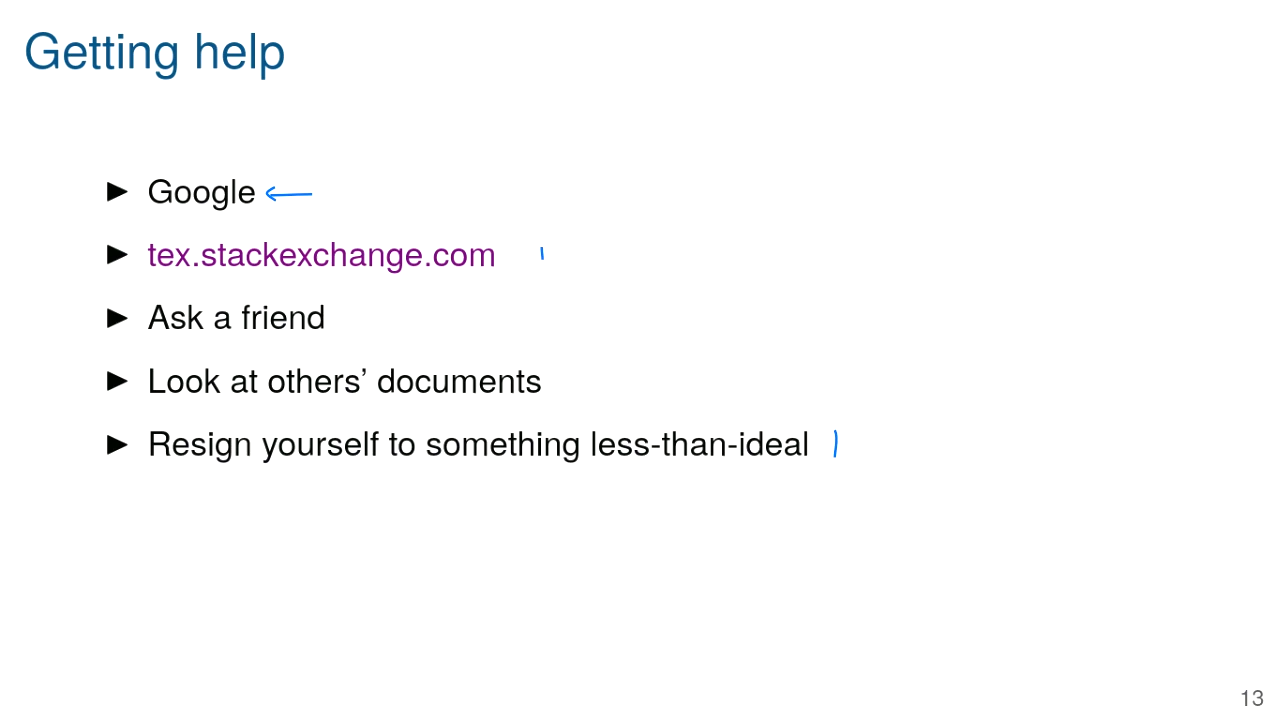 Getting help
▶ Google
▶ tex.stackexchange.com
▶ Ask a friend
▶ Look at others’ documents
▶ Resign yourself to something less-than-ideal
13